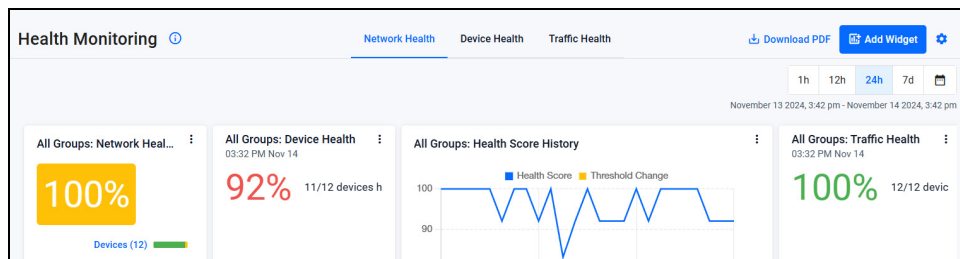 Health Monitoring
Network Health Device Health Traffic Health
Download PDF Add Widget
1h 12h 24h 7d
November 13 2024, 3:42 pm - November 14 2024, 3:42 pm
All Groups: Network Heal...
100%
Devices (12)
All Groups: Device Health
03:32 PM Nov 14
92% 11/12 devices h
All Groups: Health Score History
Health Score Threshold Change
100
90
All Groups: Traffic Health
03:32 PM Nov 14
100% 12/12 devic